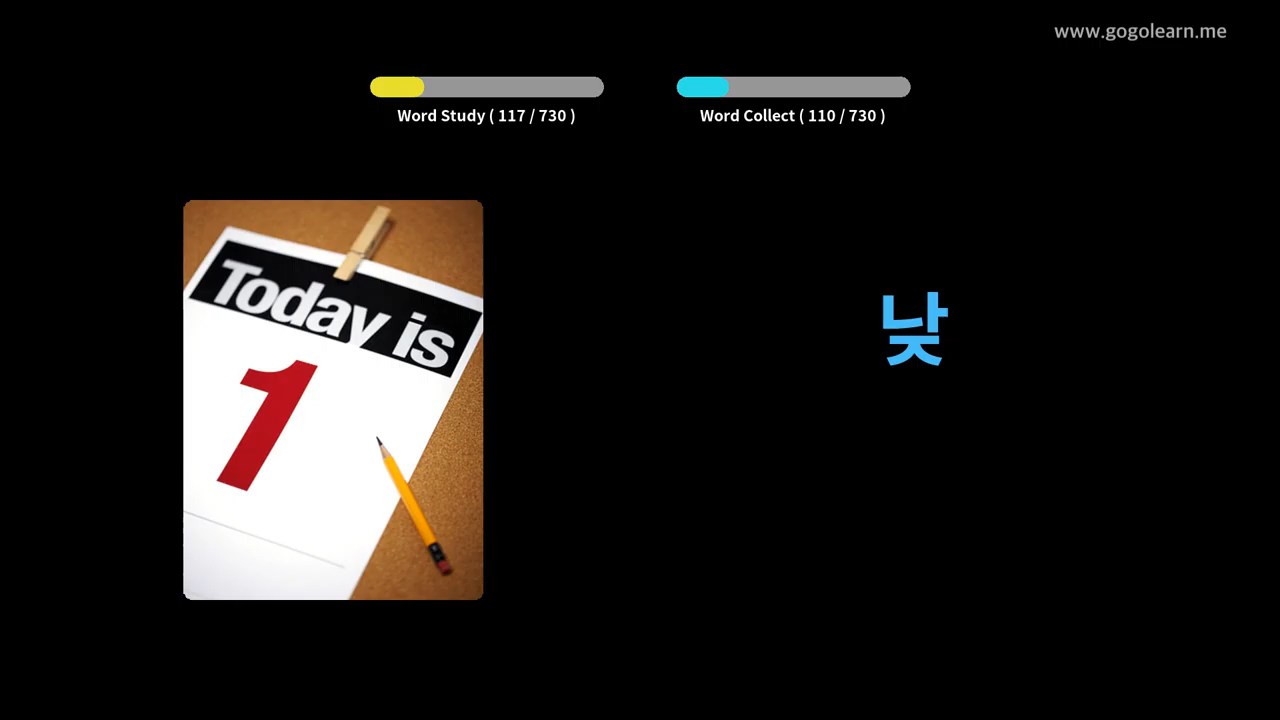 www.gogolearn.me
Word Study ( 117 / 730 )
Word Collect ( 110 / 730 )
Today is
1
낮